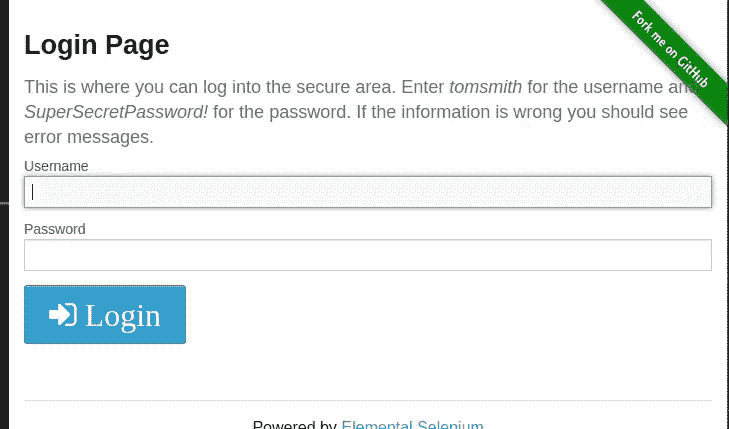 Fork me on GitHub
Login Page
This is where you can log into the secure area. Enter tomsmith for the username and
SuperSecretPassword! for the password. If the information is wrong you should see
error messages.
Username
Password
Login
Powered by Elemental Selenium